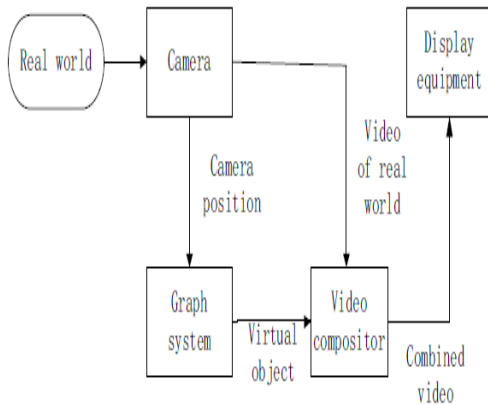 Real world
Camera
Display
equipment
Camera
position
Video
of real
world
Graph
system
Virtual
object
Video
compositor
Combined
video